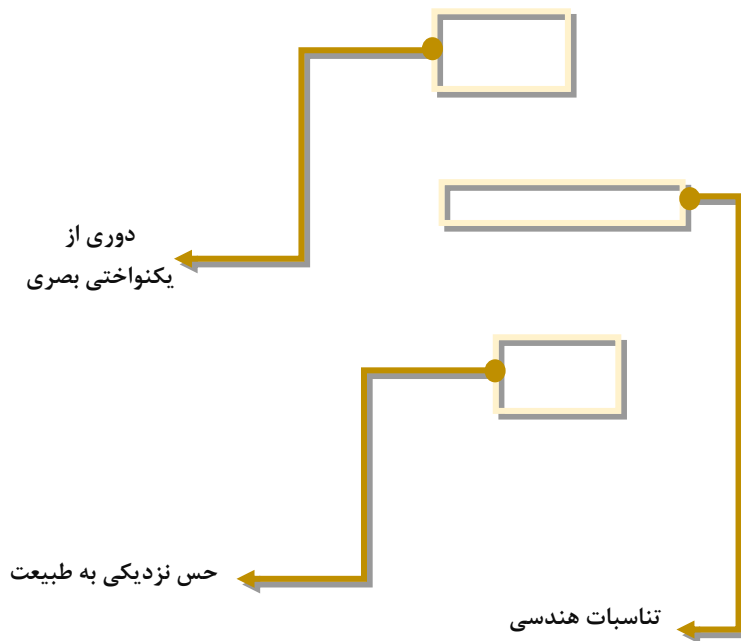 دوری از
یکنواختی بصری
حس نزدیکی به طبیعت
تناسبات هندسی